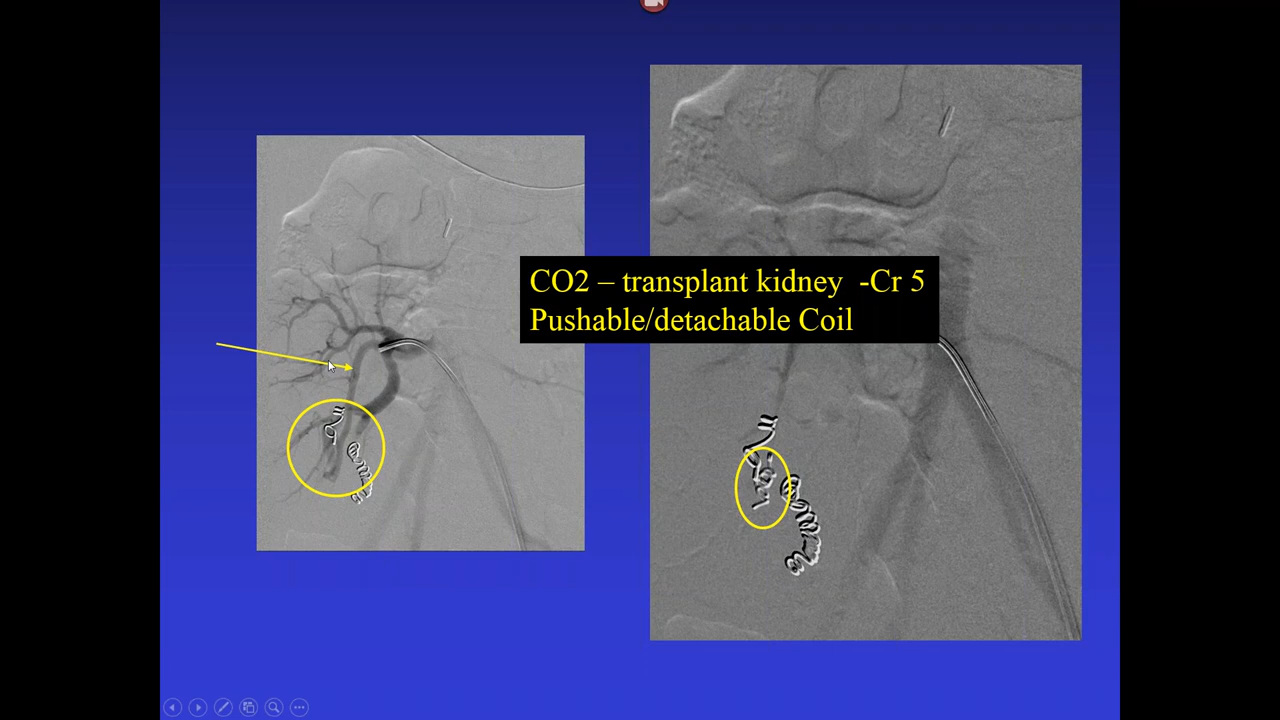 CO2 – transplant kidney  -Cr 5
Pushable/detachable Coil